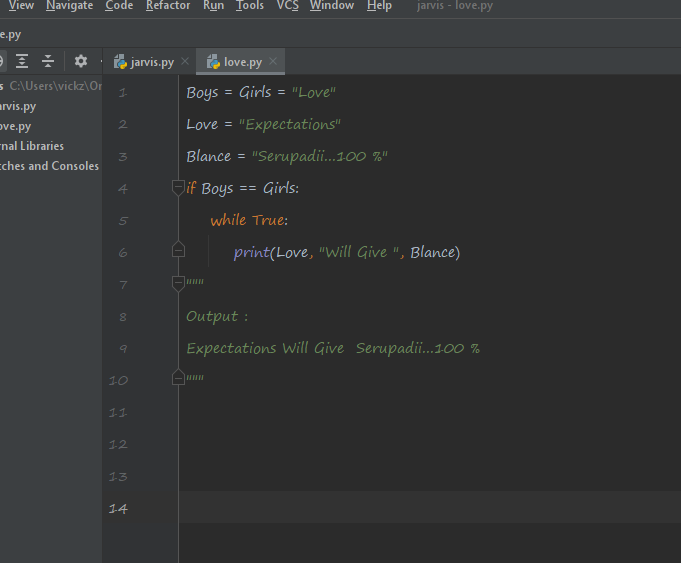 View Navigate Code Refactor Run Tools VCS Window Help jarvis - love.py
e.py
jarvis.py love.py
s C:\Users\vickz\Or
arvis.py
ove.py
rnal Libraries
tches and Consoles
1 Boys = Girls = "Love"
2 Love = "Expectations"
3 Blance = "Serupadii...100 %"
4 if Boys == Girls:
5 while True:
6 print(Love, "Will Give ", Blance)
7 """
8 Output :
9 Expectations Will Give  Serupadii...100 %
10 """
11
12
13
14